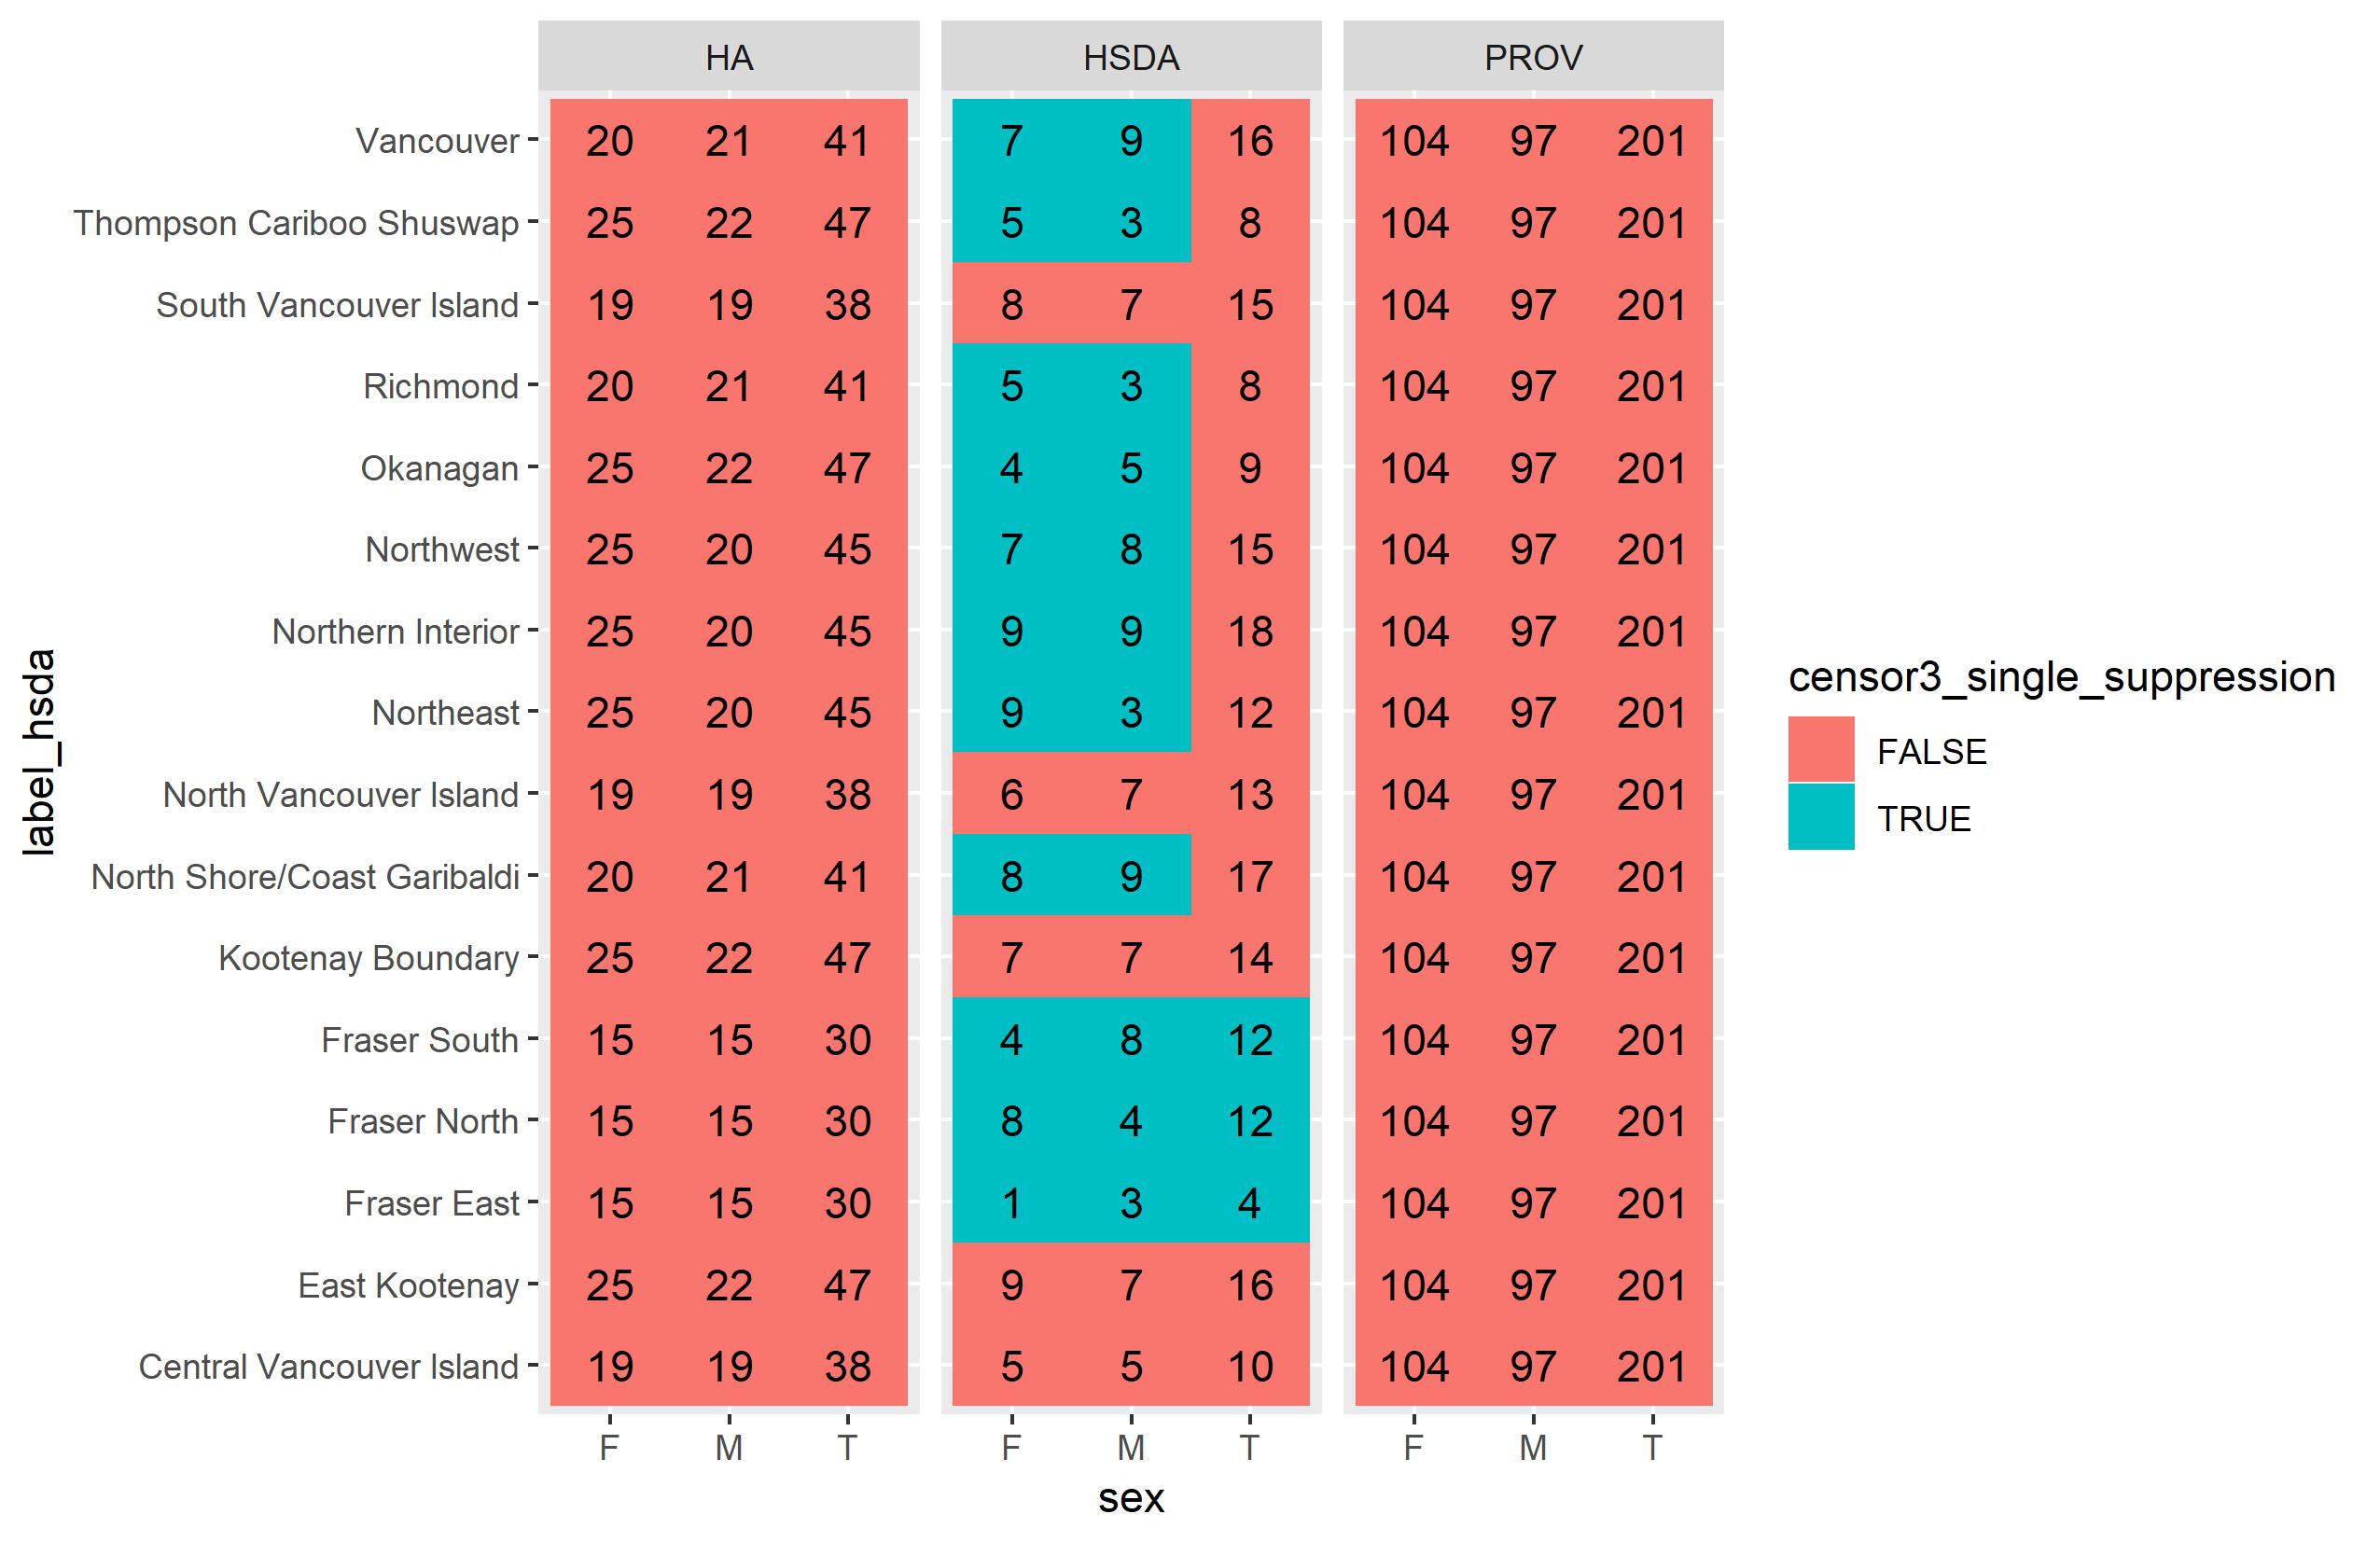 HA HSDA PROV
Vancouver 20 21 41 7 9 16 104 97 201
Thompson Cariboo Shuswap 25 22 47 5 3 8 104 97 201
South Vancouver Island 19 19 38 8 7 15 104 97 201
Richmond 20 21 41 5 3 8 104 97 201
Okanagan 25 22 47 4 5 9 104 97 201
Northwest 25 20 45 7 8 15 104 97 201
Northern Interior 25 20 45 9 9 18 104 97 201
Northeast 25 20 45 9 3 12 104 97 201
North Vancouver Island 19 19 38 6 7 13 104 97 201
North Shore/Coast Garibaldi 20 21 41 8 9 17 104 97 201
Kootenay Boundary 25 22 47 7 7 14 104 97 201
Fraser South 15 15 30 4 8 12 104 97 201
Fraser North 15 15 30 8 4 12 104 97 201
Fraser East 15 15 30 1 3 4 104 97 201
East Kootenay 25 22 47 9 7 16 104 97 201
Central Vancouver Island 19 19 38 5 5 10 104 97 201
F M T F M T F M T
sex
label_hsda
censor3_single_suppression
FALSE
TRUE